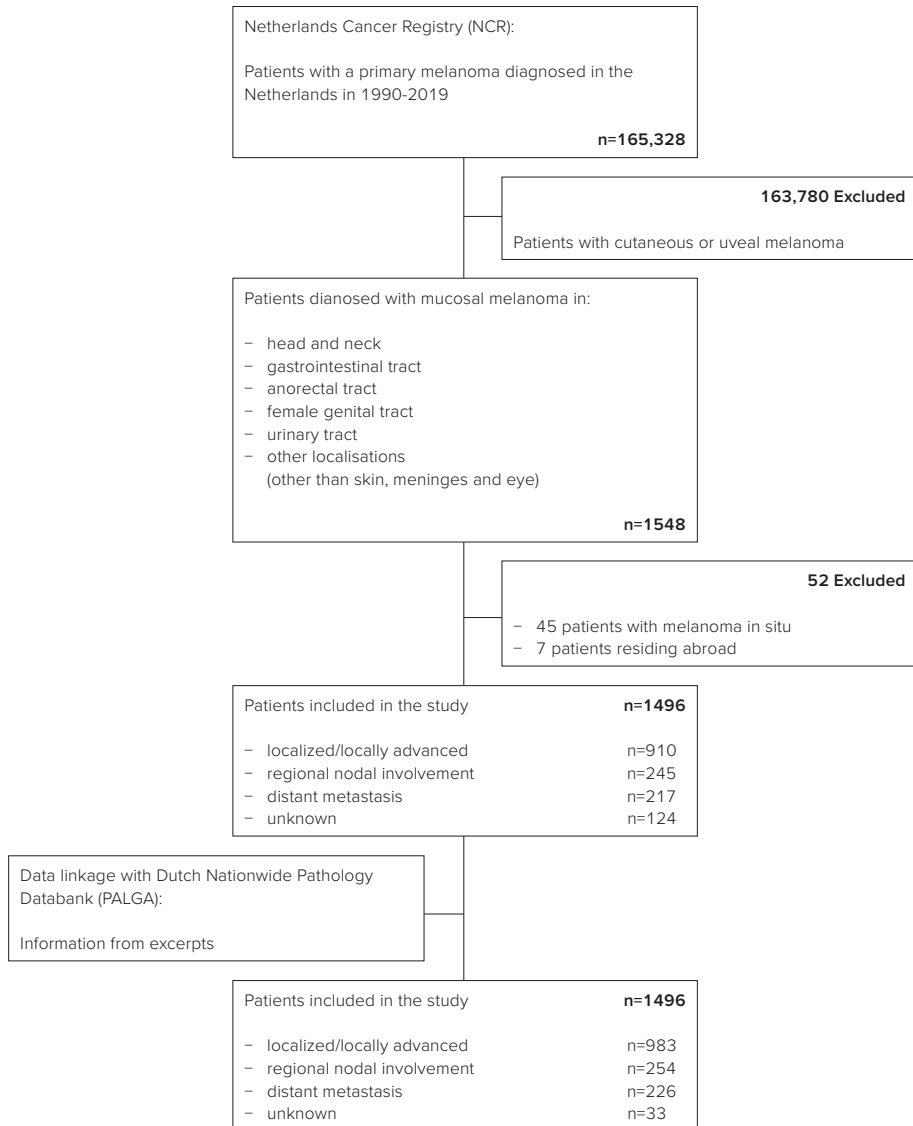 Netherlands Cancer Registry (NCR):
Patients with a primary melanoma diagnosed in the
Netherlands in 1990-2019
n=165,328
163,780 Excluded
Patients with cutaneous or uveal melanoma
Patients dianosed with mucosal melanoma in:
– head and neck
– gastrointestinal tract
– anorectal tract
– female genital tract
– urinary tract
– other localisations
(other than skin, meninges and eye)
n=1548
52 Excluded
– 45 patients with melanoma in situ
– 7 patients residing abroad
Patients included in the study n=1496
– localized/locally advanced n=910
– regional nodal involvement n=245
– distant metastasis n=217
– unknown n=124
Data linkage with Dutch Nationwide Pathology
Databank (PALGA):
Information from excerpts
Patients included in the study n=1496
– localized/locally advanced n=983
– regional nodal involvement n=254
– distant metastasis n=226
– unknown n=33